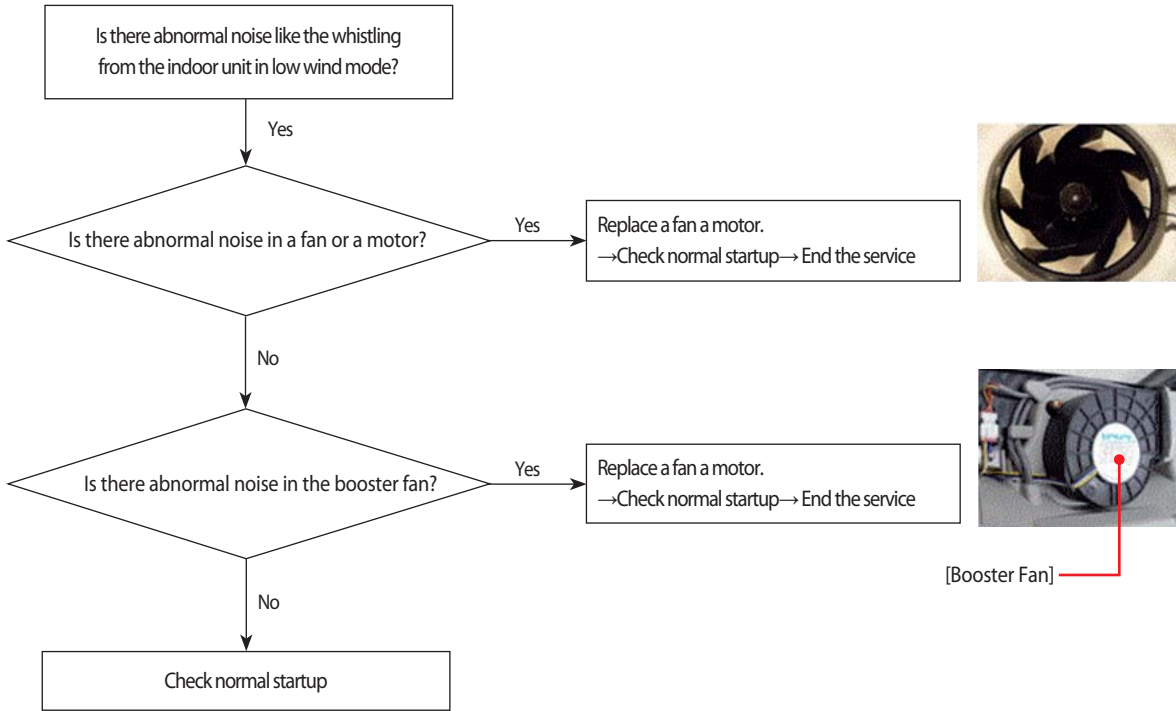 Is there abnormal noise like the whistling
from the indoor unit in low wind mode?
Yes
Is there abnormal noise in a fan or a motor?
Yes
Replace a fan a motor.
→Check normal startup→ End the service
No
Is there abnormal noise in the booster fan?
Yes
Replace a fan a motor.
→Check normal startup→ End the service
[Booster Fan]
No
Check normal startup